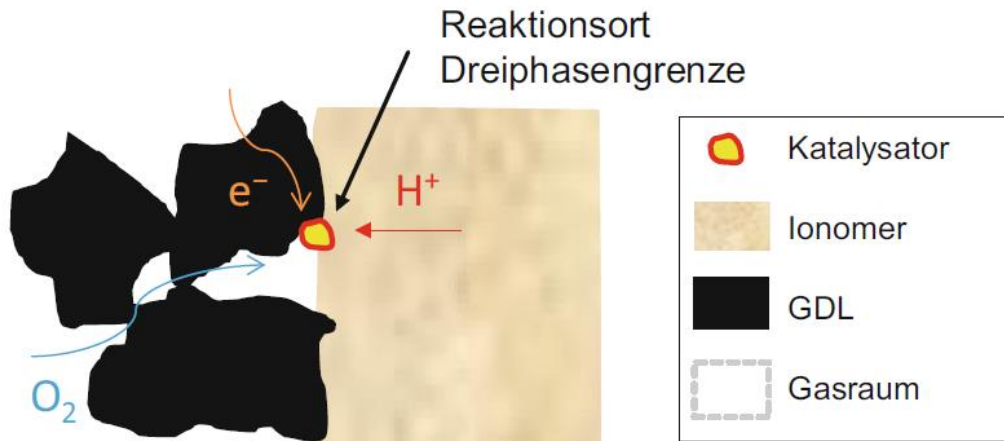 Reaktionsort
Dreiphasengrenze
e⁻
H⁺
O₂
Katalysator
Ionomer
GDL
Gasraum